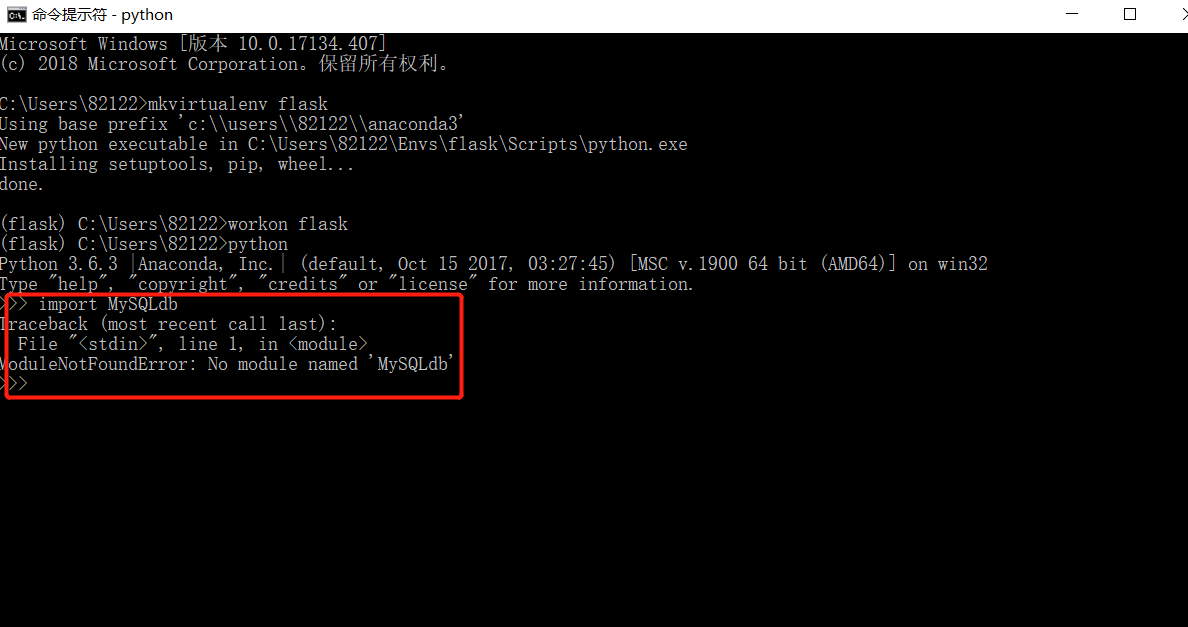 命令提示符 - python
Microsoft Windows [版本 10.0.17134.407]
(c) 2018 Microsoft Corporation。保留所有权利。
C:\Users\82122>mkvirtualenv flask
Using base prefix 'c:\\users\\82122\\anaconda3'
New python executable in C:\Users\82122\Envs\flask\Scripts\python.exe
Installing setuptools, pip, wheel...
done.
(flask) C:\Users\82122>workon flask
(flask) C:\Users\82122>python
Python 3.6.3 |Anaconda, Inc.| (default, Oct 15 2017, 03:27:45) [MSC v.1900 64 bit (AMD64)] on win32
Type "help", "copyright", "credits" or "license" for more information.
>>> import MySQLdb
Traceback (most recent call last):
  File "<stdin>", line 1, in <module>
ModuleNotFoundError: No module named 'MySQLdb'
>>>